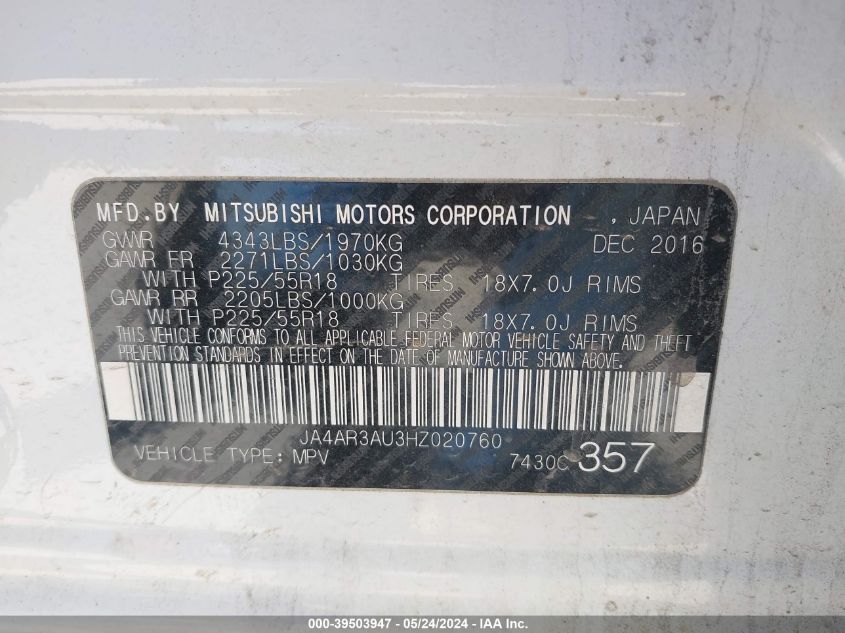 MFD.BY MITSUBISHI MOTORS CORPORATION , JAPAN
GVWR 4343LBS/1970KG DEC 2016
GAWR FR 2271LBS/1030KG
WITH P225/55R18 TIRES 18X7.0J RIMS
GAWR RR 2205LBS/1000KG
WITH P225/55R18 TIRES 18X7.0J RIMS
THIS VEHICLE CONFORMS TO ALL APPLICABLE FEDERAL MOTOR VEHICLE SAFETY AND THEFT
PREVENTION STANDARDS IN EFFECT ON THE DATE OF MANUFACTURE SHOWN ABOVE.
JA4AR3AU3HZ020760
VEHICLE TYPE: MPV 7430C 357
000-39503947 - 05/24/2024 - IAA Inc.